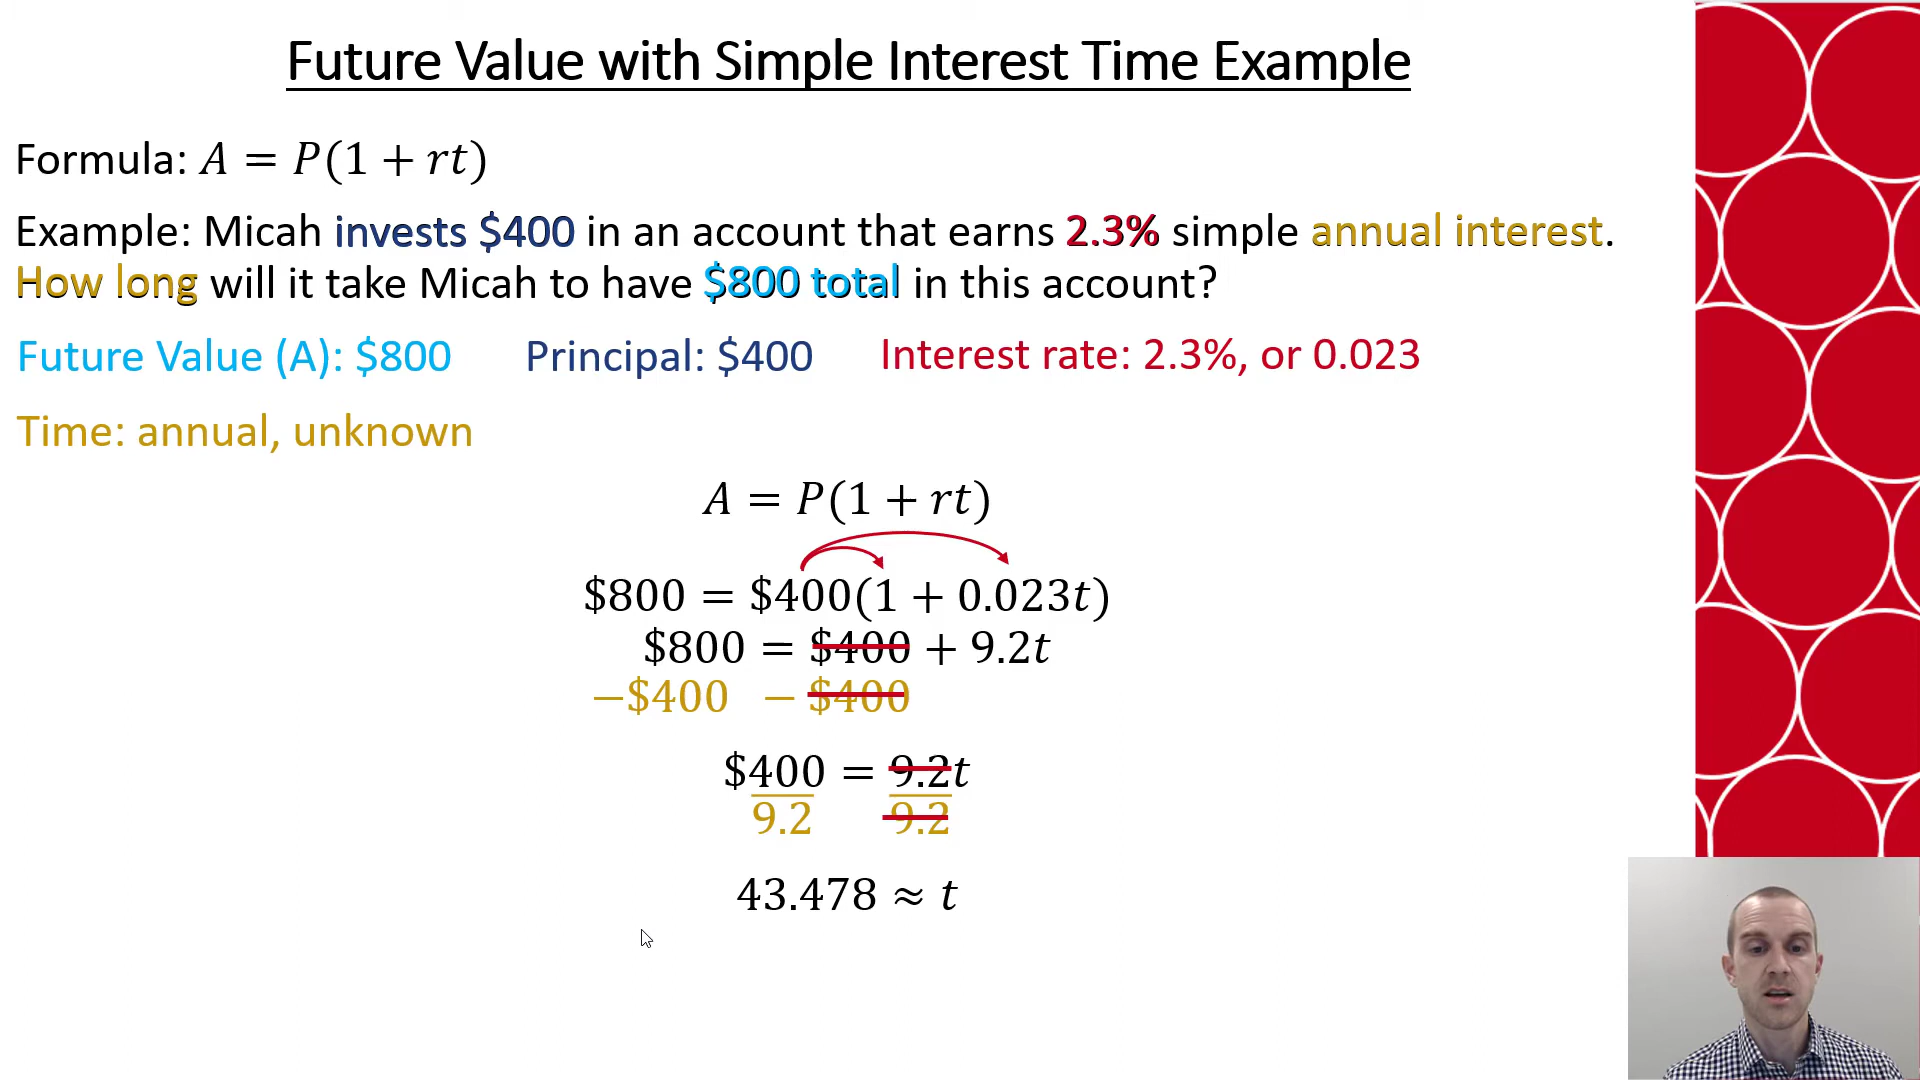 Future Value with Simple Interest Time Example
Formula: A = P(1 + rt)
Example: Micah invests $400 in an account that earns 2.3% simple annual interest.
How long will it take Micah to have $800 total in this account?
Future Value (A): $800 Principal: $400 Interest rate: 2.3%, or 0.023
Time: annual, unknown
A = P(1 + rt)
$800 = $400(1 + 0.023t)
$800 = $400 + 9.2t
−$400 − $400
$400 = 9.2t
9.2 9.2
43.478 ≈ t